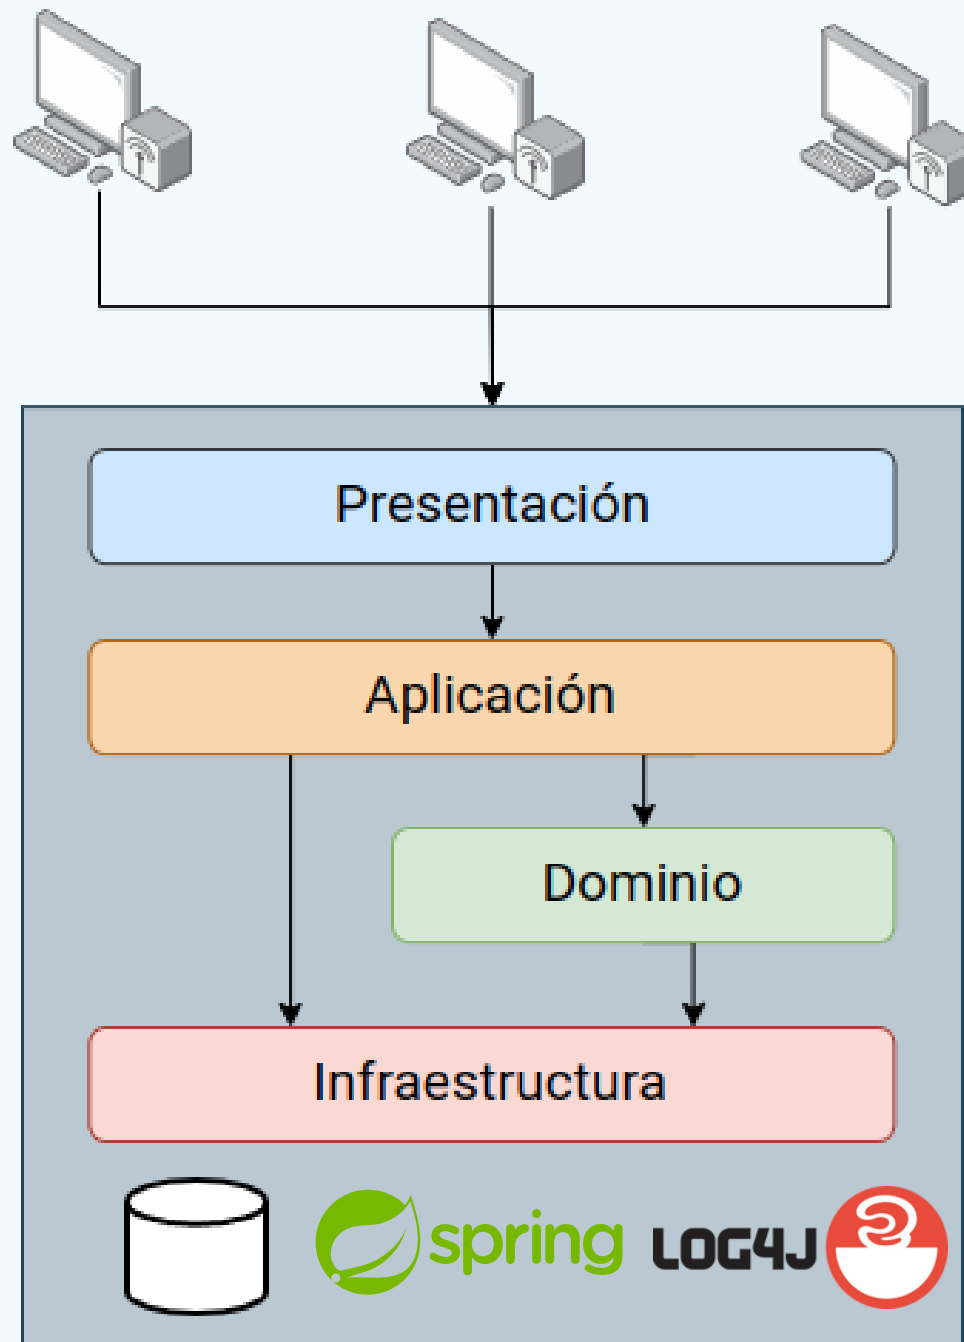 Presentación
Aplicación
Dominio
Infraestructura
spring
LOG4J